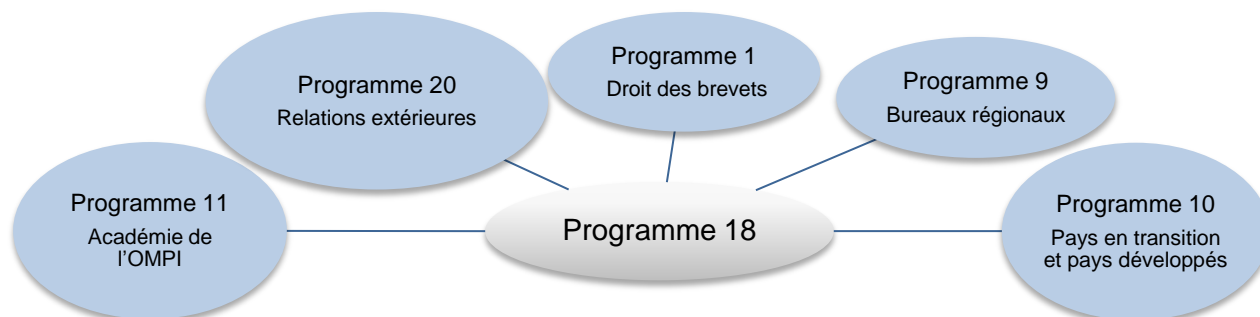 Programme 1
Droit des brevets
Programme 20
Relations extérieures
Programme 9
Bureaux régionaux
Programme 11
Académie de
l'OMPI
Programme 18
Programme 10
Pays en transition
et pays développés